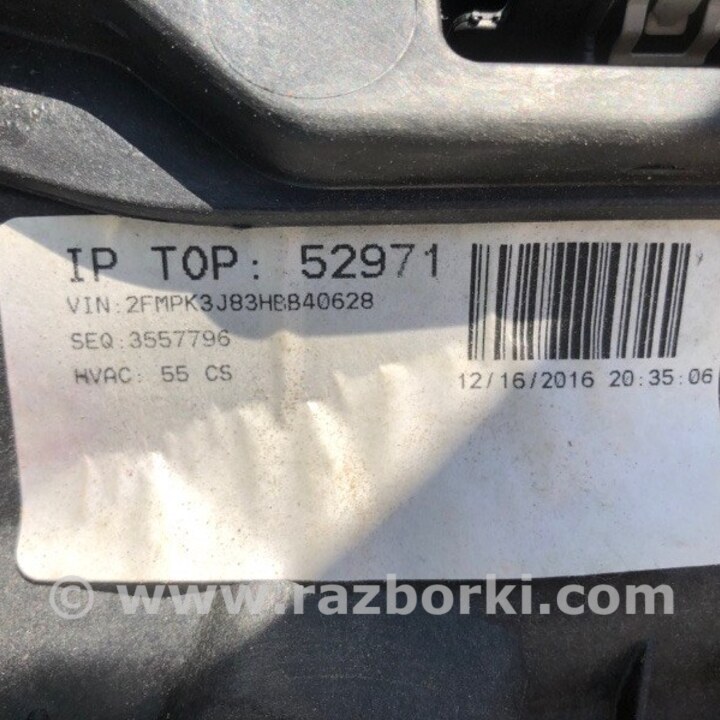 IP TOP: 52971
VIN:2FMPK3J83HBB40628
SEQ:3557796
HVAC: 55 CS
12/16/2016 20:35:06
© www.razborki.com